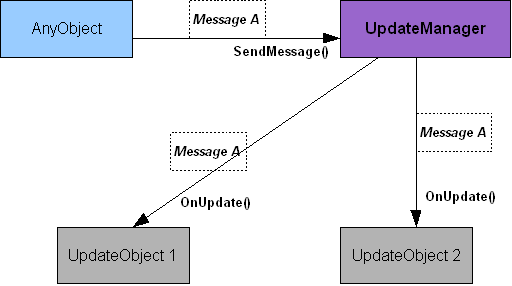 Message A
AnyObject
UpdateManager
SendMessage()
Message A
Message A
OnUpdate()
OnUpdate()
UpdateObject 1
UpdateObject 2